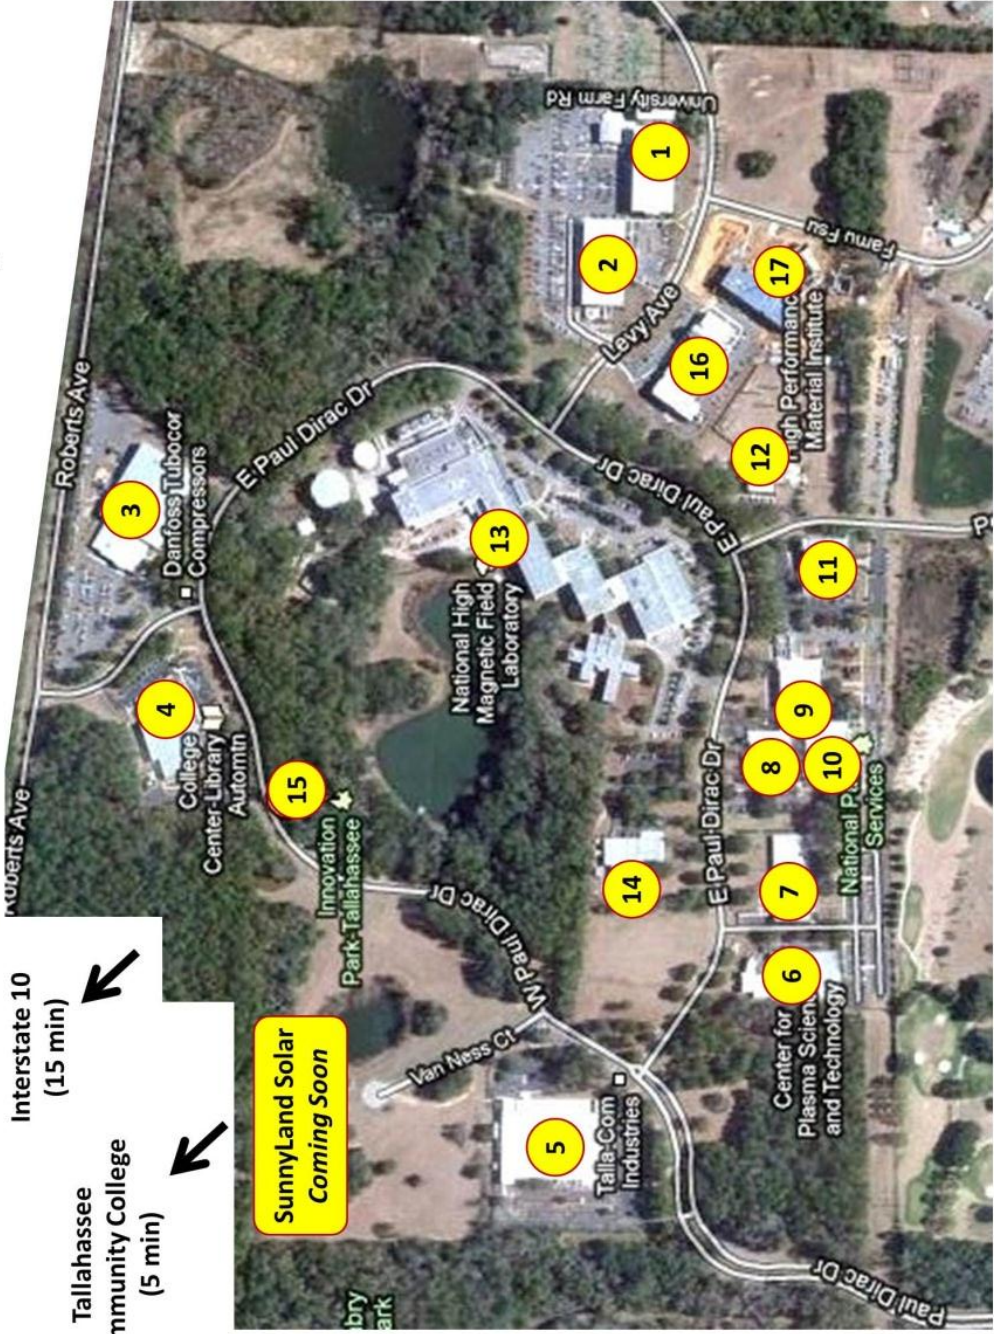 Interstate 10
(15 min)
Tallahassee
mmunity College
(5 min)
Roberts Ave
Roberts Ave
3
Danfoss Tubocor
Compressors
4
College
Center-Library
Automtn
E Paul Dirac Dr
SunnyLand Solar
Coming Soon
15
Innovation
Park-Tallahassee
bry
ark
W Paul Dirac Dr
Van Ness Ct
13
National High
Magnetic Field
Laboratory
University Farm Rd
1
2
Levy Ave
5
Talla-Com
Industries
14
E Paul Dirac Dr
E Paul Dirac Dr
16
17
High Performanc
Material Institute
12
Famu Fsu
11
9
8
10
National P
Services
7
6
Center for
Plasma Scien
and Technology
Paul Dirac Dr